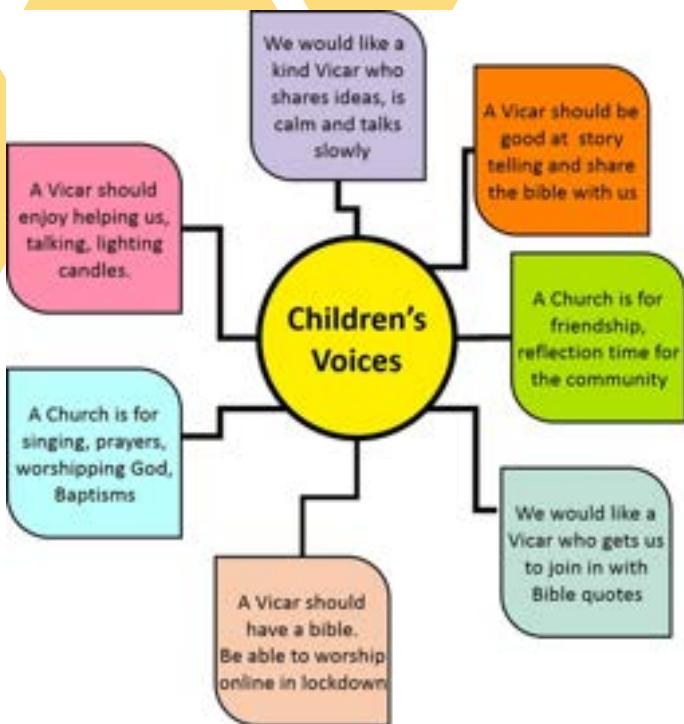 We would like a
kind Vicar who
shares ideas, is
calm and talks
slowly
A Vicar should be
good at story
telling and share
the bible with us
A Vicar should
enjoy helping us,
talking, lighting
candles.
Children's
Voices
A Church is for
friendship,
reflection time for
the community
A Church is for
singing, prayers,
worshipping God,
Baptisms
We would like a
Vicar who gets us
to join in with
Bible quotes
A Vicar should
have a bible.
Be able to worship
online in lockdown